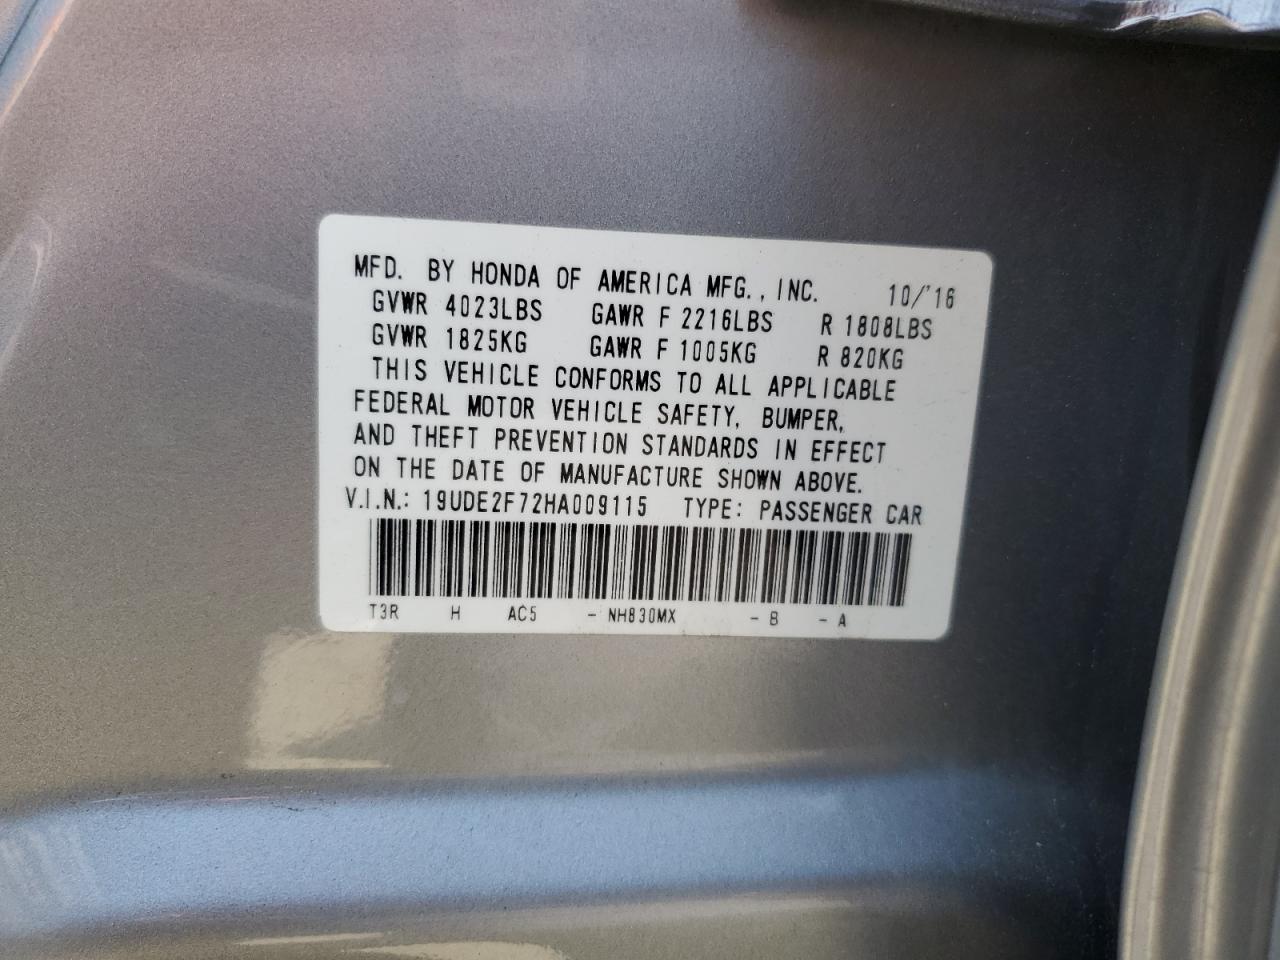 MFD. BY HONDA OF AMERICA MFG., INC. 10/'16
GVWR 4023LBS GAWR F 2216LBS R 1808LBS
GVWR 1825KG GAWR F 1005KG R 820KG
THIS VEHICLE CONFORMS TO ALL APPLICABLE
FEDERAL MOTOR VEHICLE SAFETY, BUMPER,
AND THEFT PREVENTION STANDARDS IN EFFECT
ON THE DATE OF MANUFACTURE SHOWN ABOVE.
V.I.N.: 19UDE2F72HA009115 TYPE: PASSENGER CAR
T3R H AC5 - NH830MX - B - A